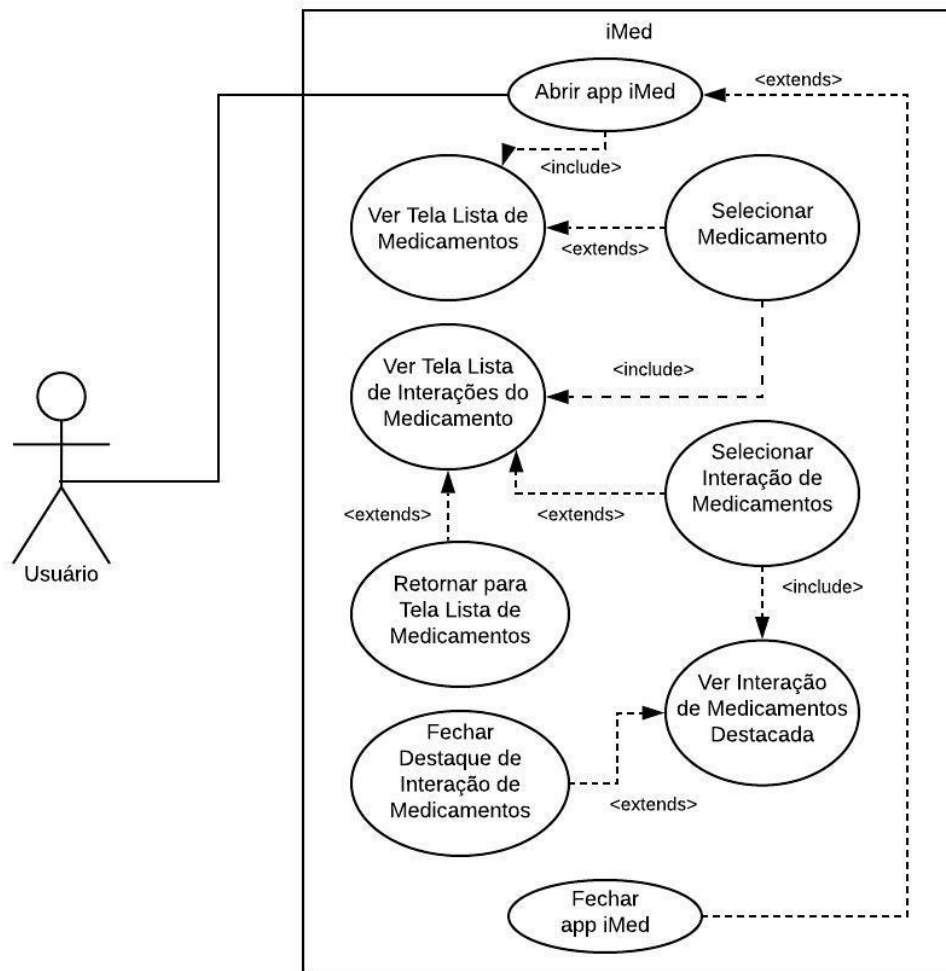 iMed
Abrir app iMed
<extends>
<include>
Ver Tela Lista de
Medicamentos
<extends>
Selecionar
Medicamento
Ver Tela Lista
de Interações do
Medicamento
<include>
Selecionar
Interação de
Medicamentos
<extends>
<extends>
Usuário
Retornar para
Tela Lista de
Medicamentos
<include>
Ver Interação
de Medicamentos
Destacada
Fechar
Destaque de
Interação de
Medicamentos
<extends>
Fechar
app iMed